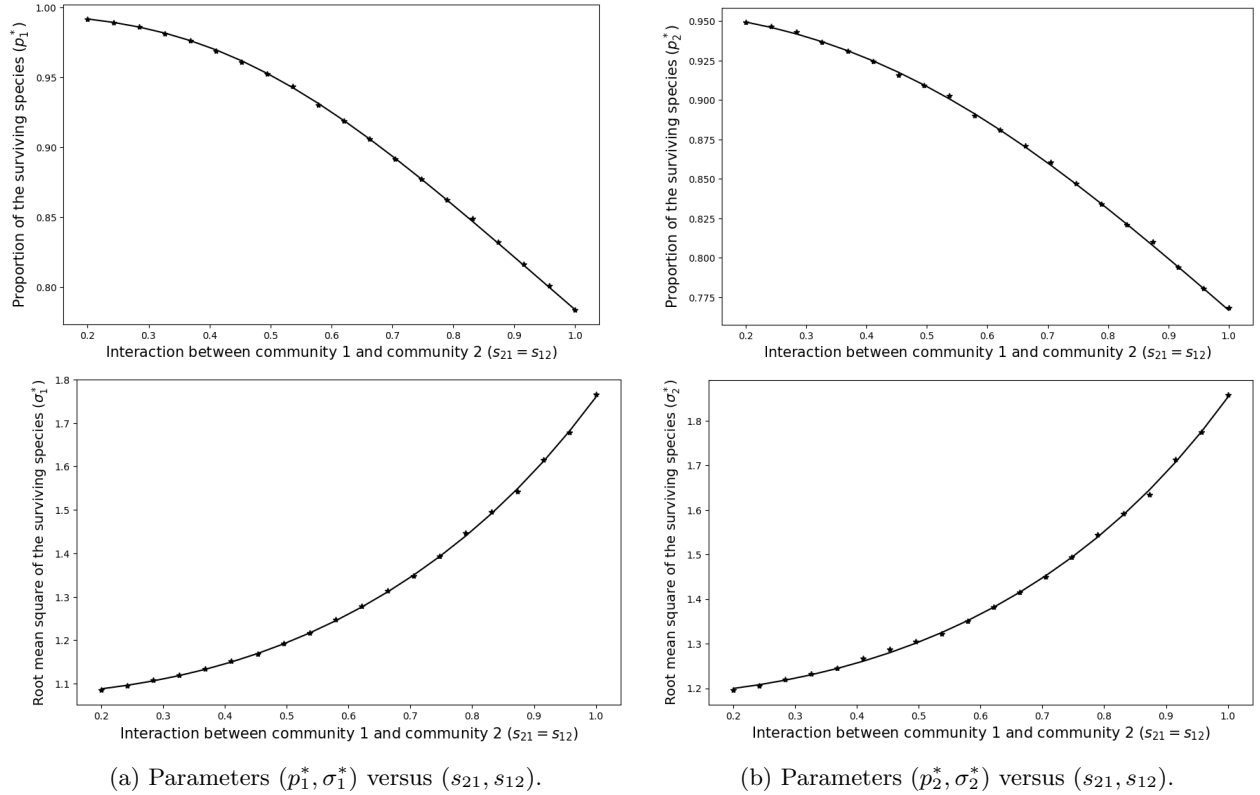 Proportion of the surviving species (p₁*)
1.00
0.95
0.90
0.85
0.80
0.2 0.3 0.4 0.5 0.6 0.7 0.8 0.9 1.0
Interaction between community 1 and community 2 (s₂₁ = s₁₂)
Proportion of the surviving species (p₂*)
0.950
0.925
0.900
0.875
0.850
0.825
0.800
0.775
0.2 0.3 0.4 0.5 0.6 0.7 0.8 0.9 1.0
Interaction between community 1 and community 2 (s₂₁ = s₁₂)
Root mean square of the surviving species (σ₁*)
1.8
1.7
1.6
1.5
1.4
1.3
1.2
1.1
0.2 0.3 0.4 0.5 0.6 0.7 0.8 0.9 1.0
Interaction between community 1 and community 2 (s₂₁ = s₁₂)
Root mean square of the surviving species (σ₂*)
1.8
1.7
1.6
1.5
1.4
1.3
1.2
0.2 0.3 0.4 0.5 0.6 0.7 0.8 0.9 1.0
Interaction between community 1 and community 2 (s₂₁ = s₁₂)
(a) Parameters (p₁*, σ₁*) versus (s₂₁, s₁₂).
(b) Parameters (p₂*, σ₂*) versus (s₂₁, s₁₂).